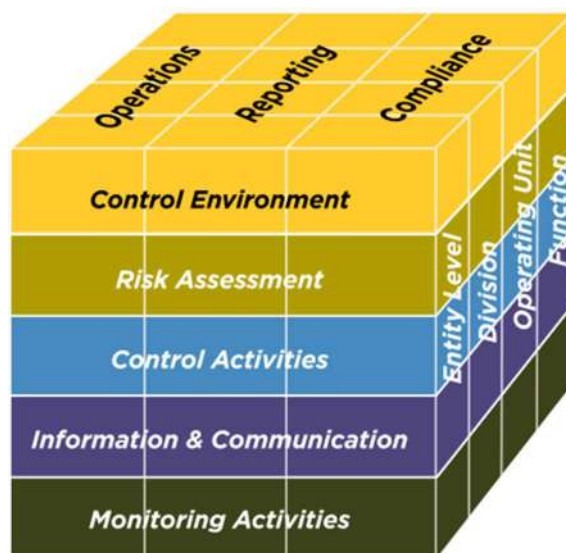 Operations
Reporting
Compliance
Control Environment
Risk Assessment
Control Activities
Information & Communication
Monitoring Activities
Entity Level
Division
Operating Unit
Function